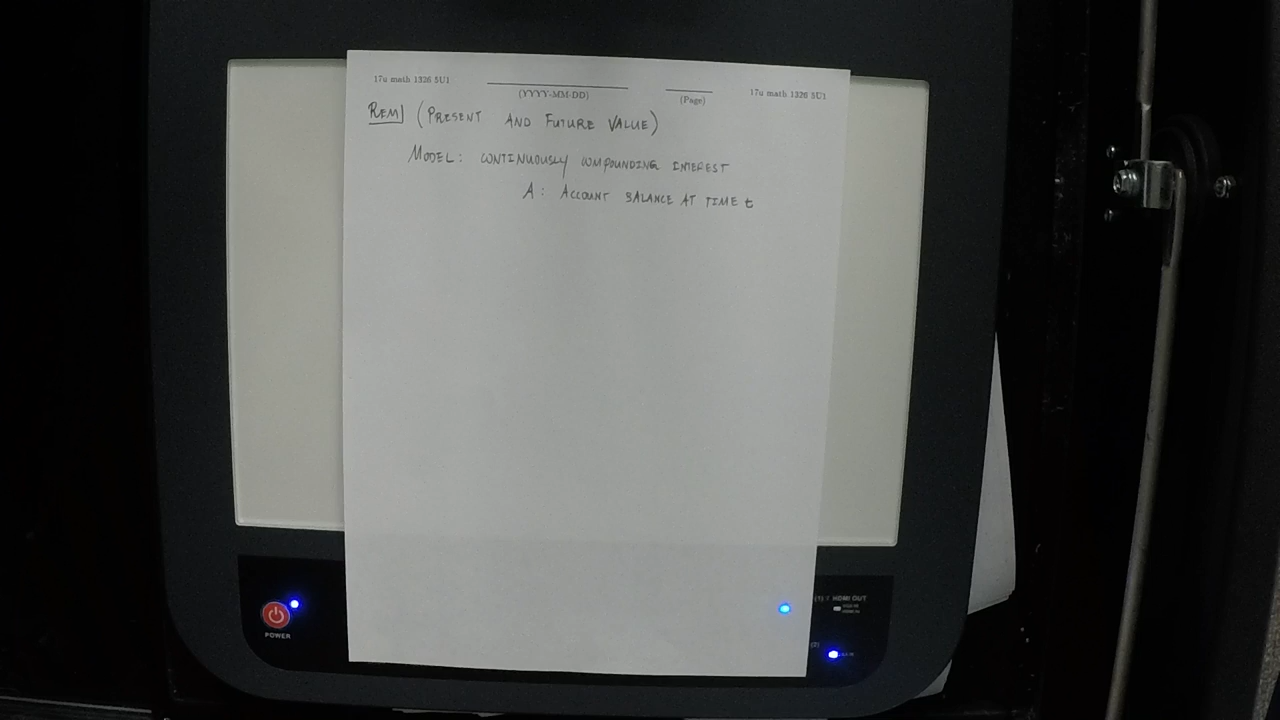 17u math 1326 5U1
(YYYY-MM-DD)
(Page)
17u math 1326 5U1
REM (PRESENT AND FUTURE VALUE)
MODEL: CONTINUOUSLY COMPOUNDING INTEREST
A: ACCOUNT BALANCE AT TIME t
POWER
HDMI OUT